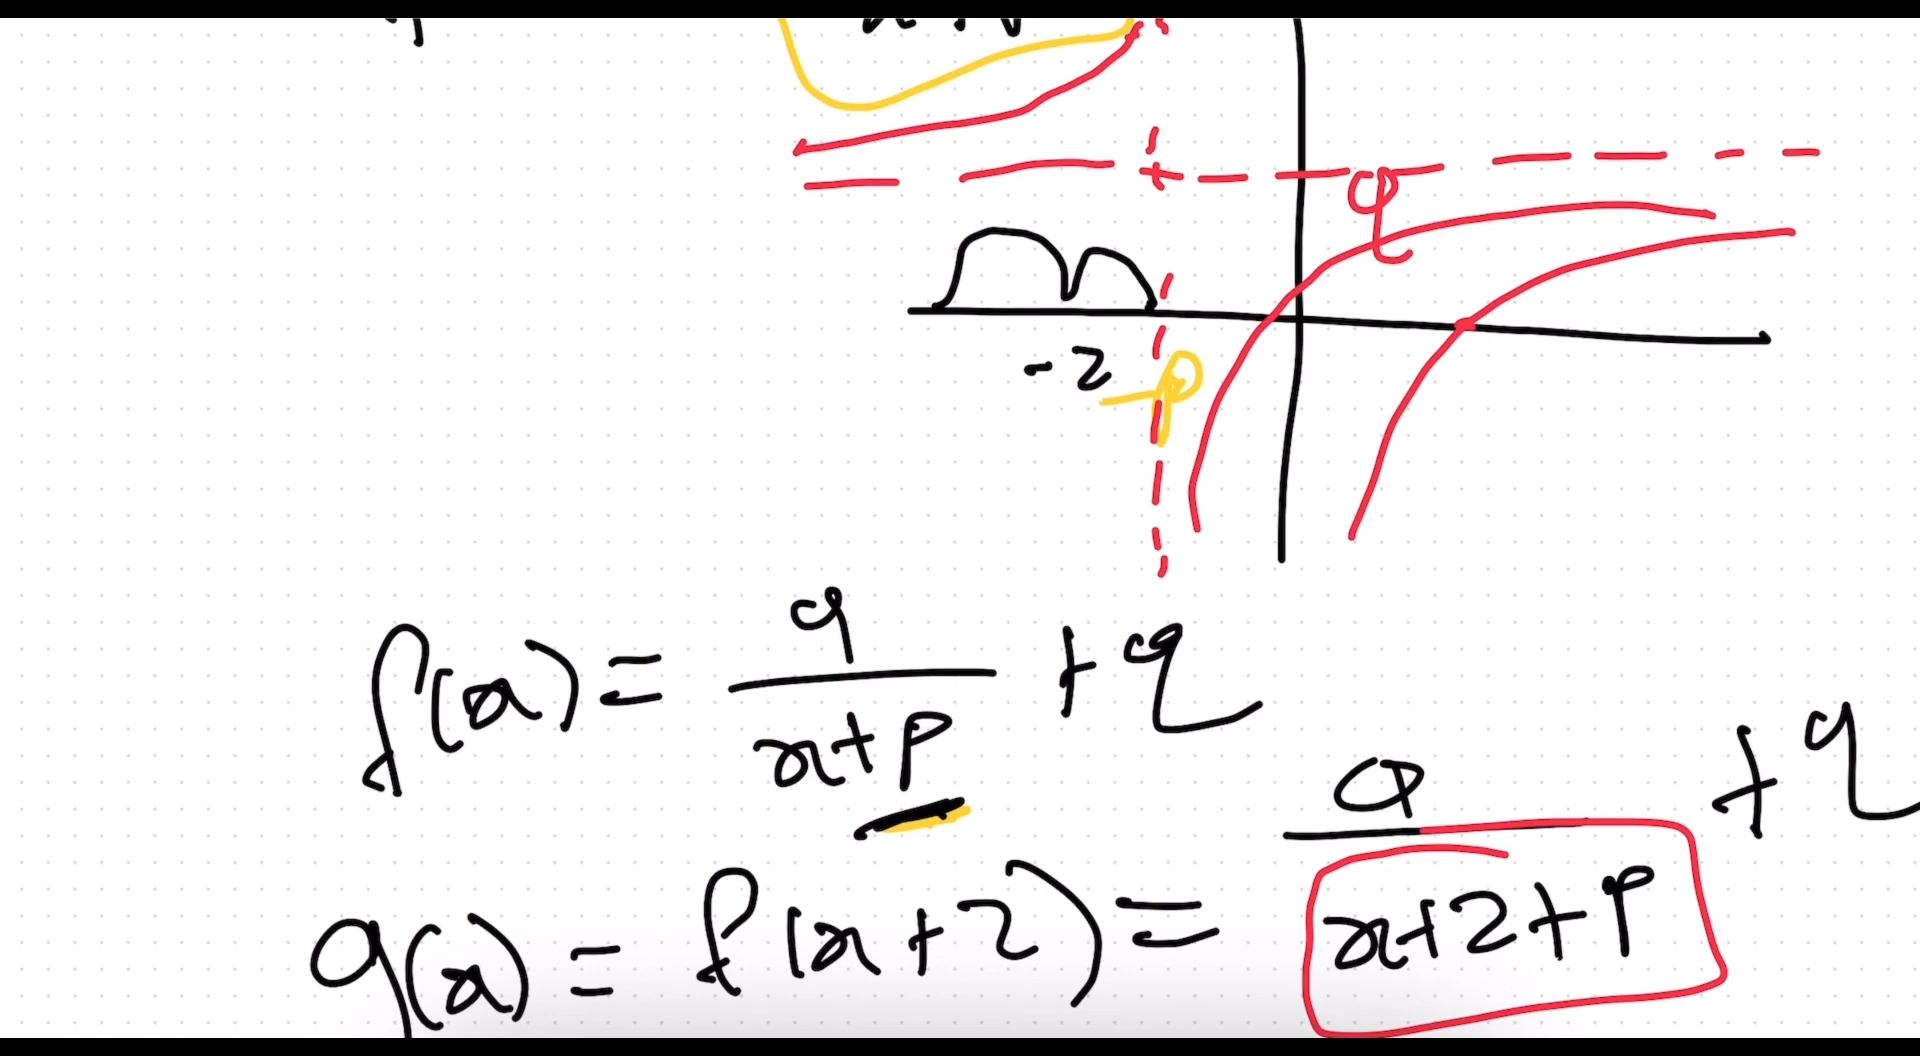 q
-2
-p
f(x) = a/(x+p) + q
g(x) = f(x+2) = a/(x+2+p) + q